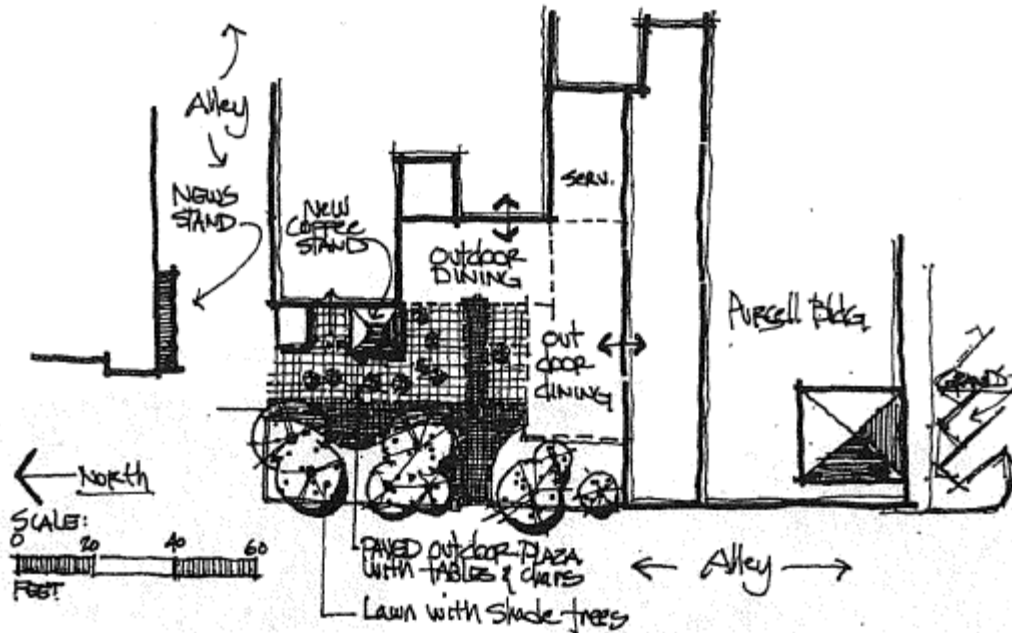 Alley
NEWS
STAND
NEW
COFFEE
STAND
SERV.
OUTDOOR
DINING
OUT
DOOR
DINING
PURCELL BLDG
NORTH
SCALE:
0 20 40 60
FEET
PAVED OUTDOOR PLAZA
WITH TABLES & CHAIRS
Lawn with shade trees
Alley